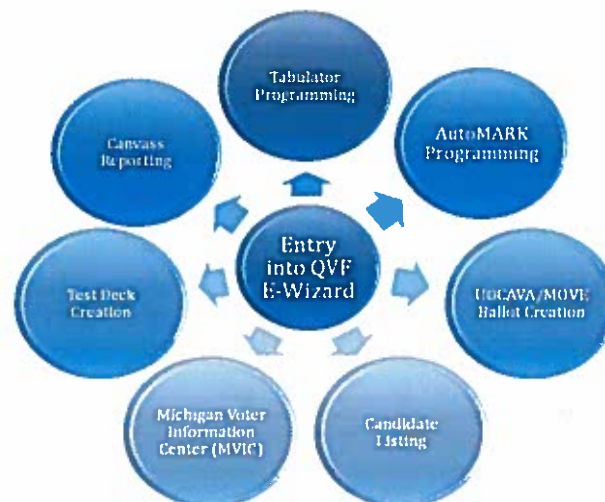 Tabulator
Programming
AutoMARK
Programming
UOCAVA/MOVE
Ballot Creation
Candidate
Listing
Michigan Voter
Information
Center (MVIC)
Test Deck
Creation
Canvass
Reporting
Entry
into QVF
E-Wizard